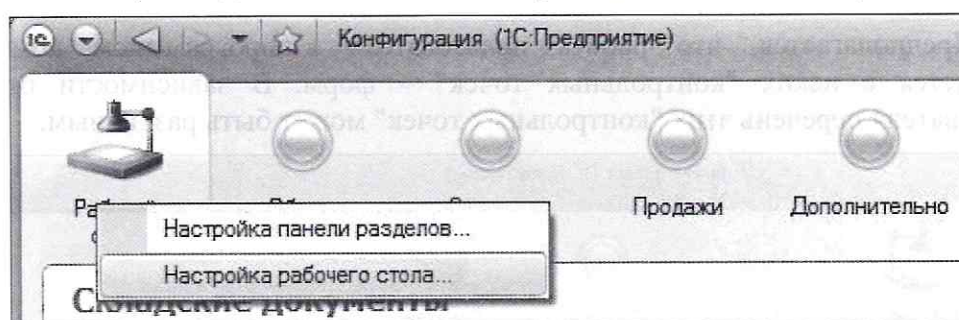 Конфигурация (1С:Предприятие)
Продажи
Дополнительно
Настройка панели разделов...
Настройка рабочего стола...
Складские документы